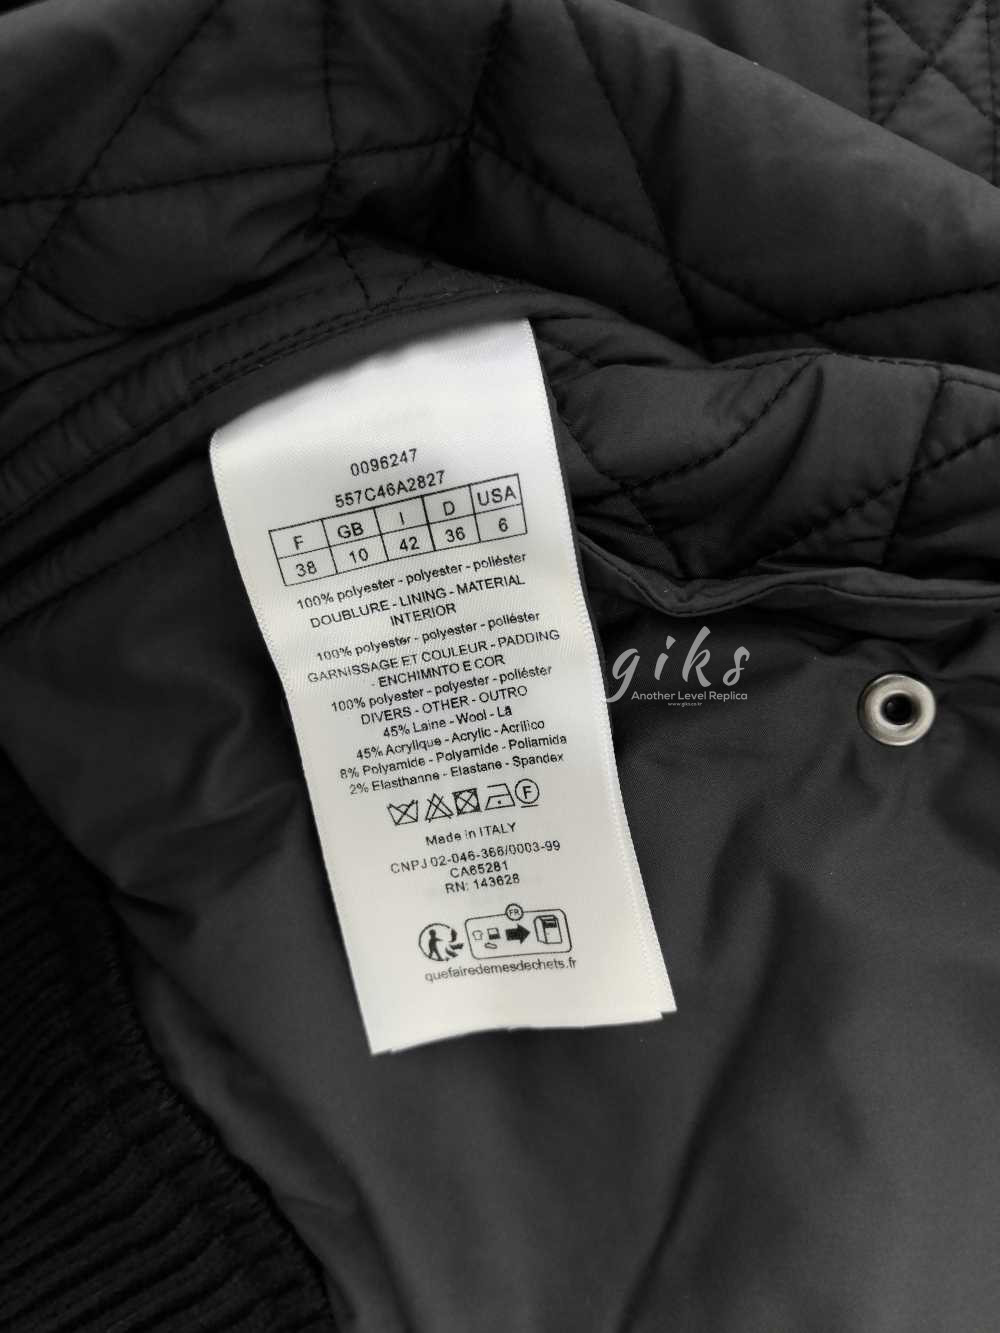 0096247
557C46A2827
F GB I D USA
38 10 42 36 6
100% polyester - polyester - poliéster
DOUBLURE - LINING - MATERIAL
INTERIOR
100% polyester - polyester - poliéster
GARNISSAGE ET COULEUR - PADDING
- ENCHIMNTO E COR
100% polyester - polyester - poliéster
DIVERS - OTHER - OUTRO
45% Laine - Wool - Lã
45% Acrylique - Acrylic - Acrilico
8% Polyamide - Polyamide - Poliamida
2% Elasthanne - Elastane - Spandex
F
Made in ITALY
CNPJ 02-046-366/0003-99
CA65281
RN: 143628
FR
quefairedemesdechets.fr
giks
Another Level Replica